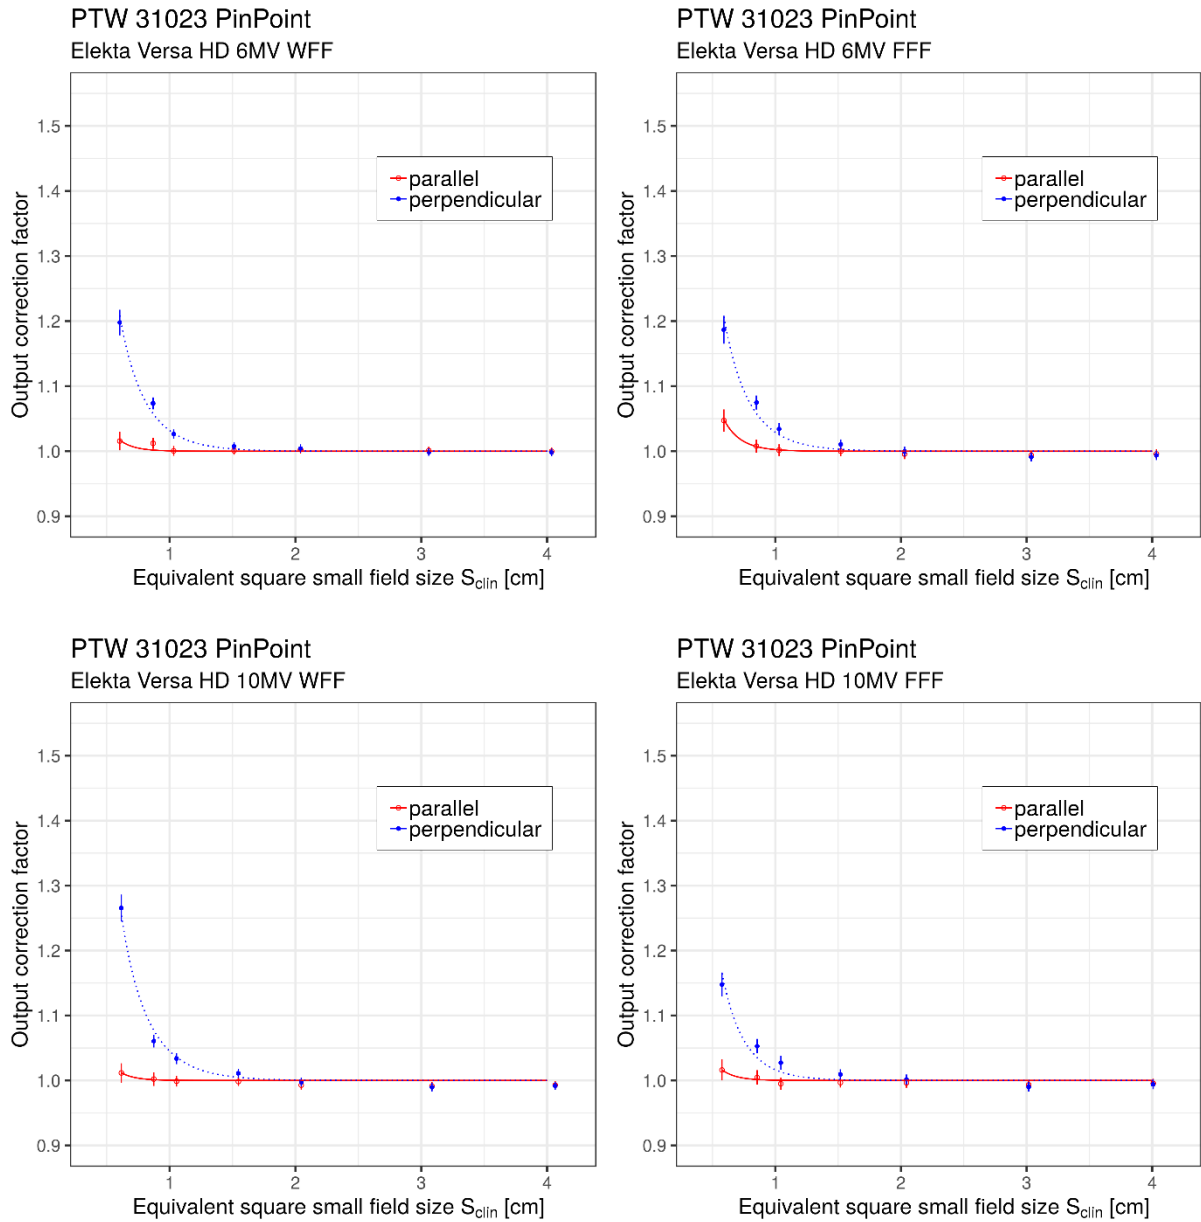 PTW 31023 PinPoint
Elekta Versa HD 6MV WFF
1.5
1.4
1.3
1.2
1.1
1.0
0.9
Output correction factor
parallel
perpendicular
1 2 3 4
Equivalent square small field size Sclin [cm]
PTW 31023 PinPoint
Elekta Versa HD 6MV FFF
1.5
1.4
1.3
1.2
1.1
1.0
0.9
Output correction factor
parallel
perpendicular
1 2 3 4
Equivalent square small field size Sclin [cm]
PTW 31023 PinPoint
Elekta Versa HD 10MV WFF
1.5
1.4
1.3
1.2
1.1
1.0
0.9
Output correction factor
parallel
perpendicular
1 2 3 4
Equivalent square small field size Sclin [cm]
PTW 31023 PinPoint
Elekta Versa HD 10MV FFF
1.5
1.4
1.3
1.2
1.1
1.0
0.9
Output correction factor
parallel
perpendicular
1 2 3 4
Equivalent square small field size Sclin [cm]